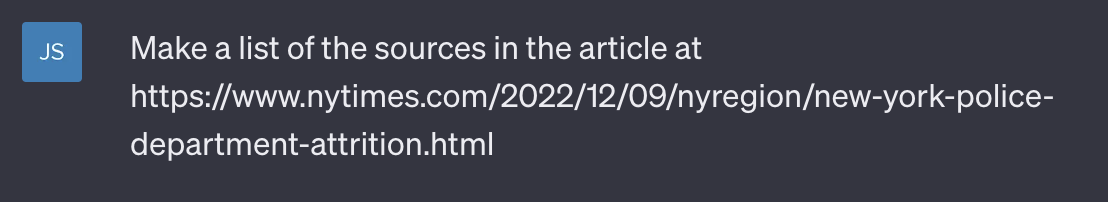 JS
Make a list of the sources in the article at
https://www.nytimes.com/2022/12/09/nyregion/new-york-police-
department-attrition.html